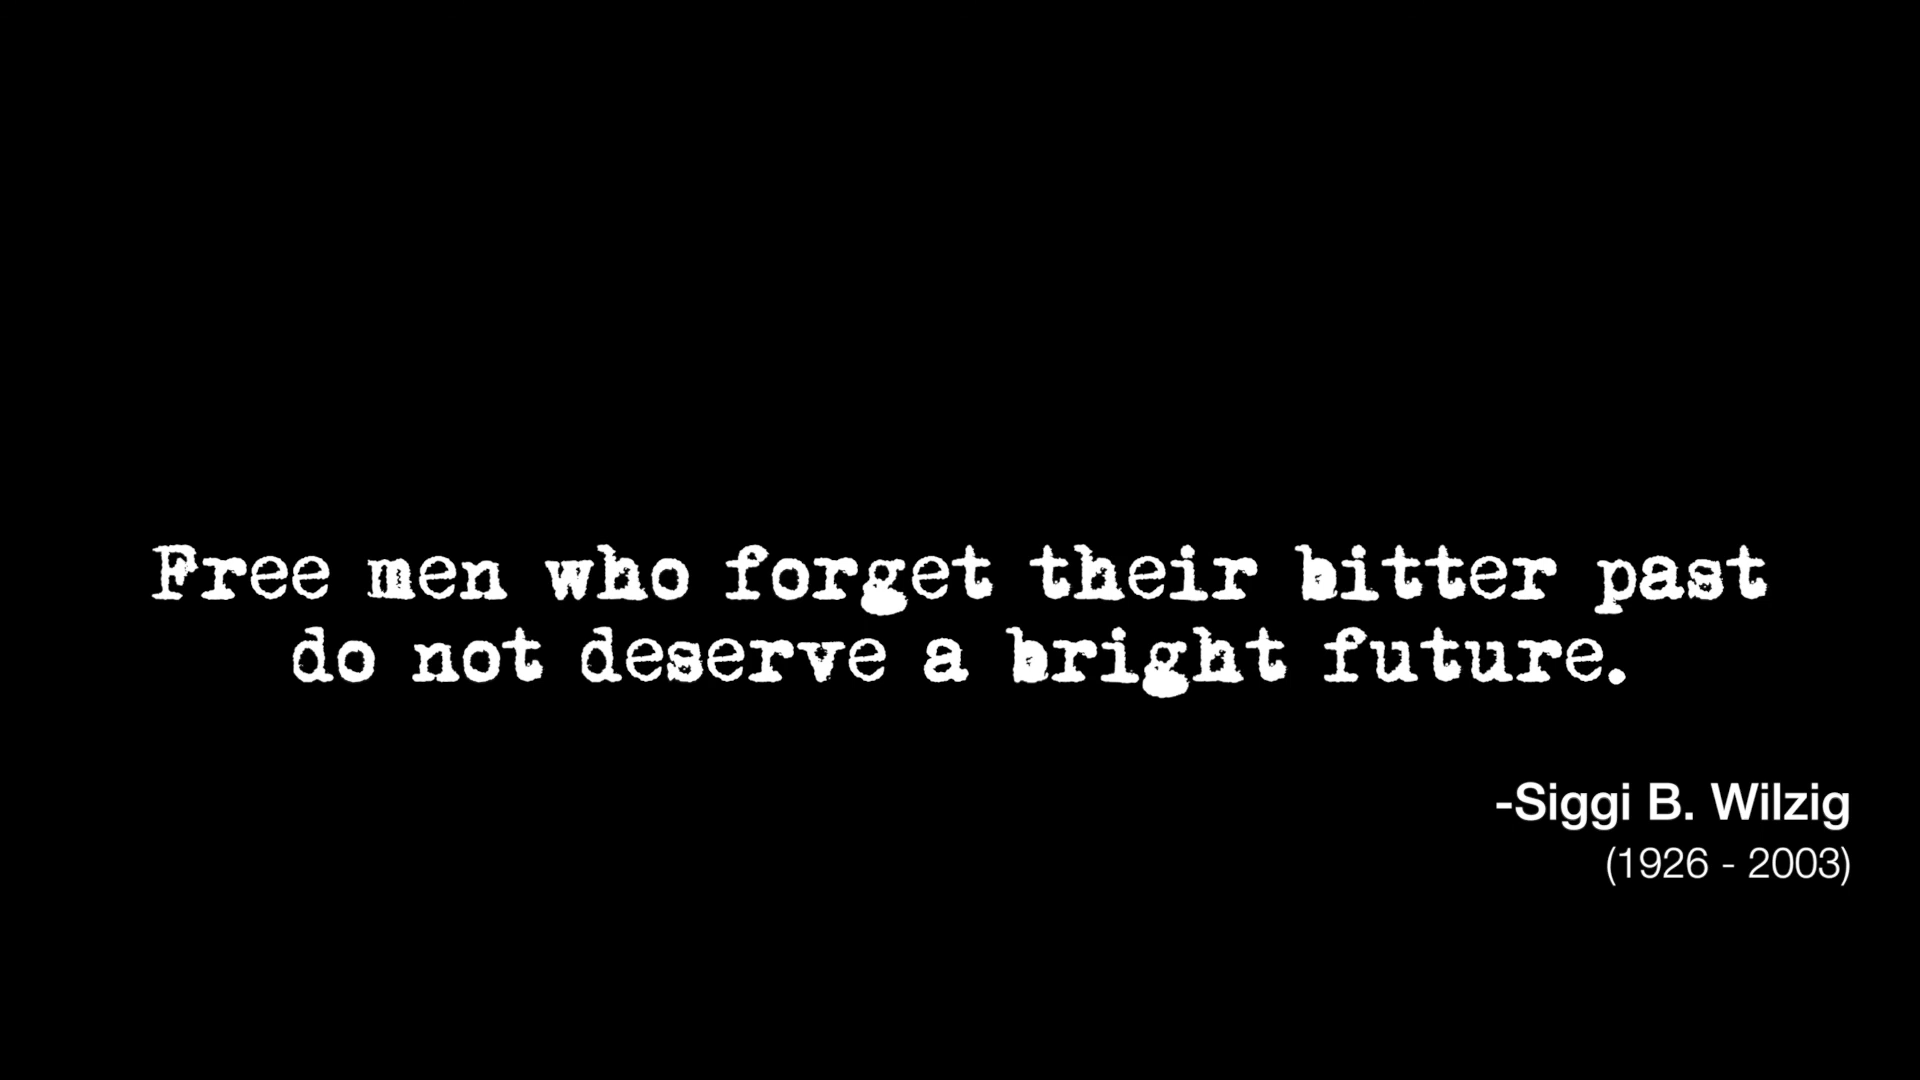 Free men who forget their bitter past
do not deserve a bright future.
-Siggi B. Wilzig
(1926 - 2003)